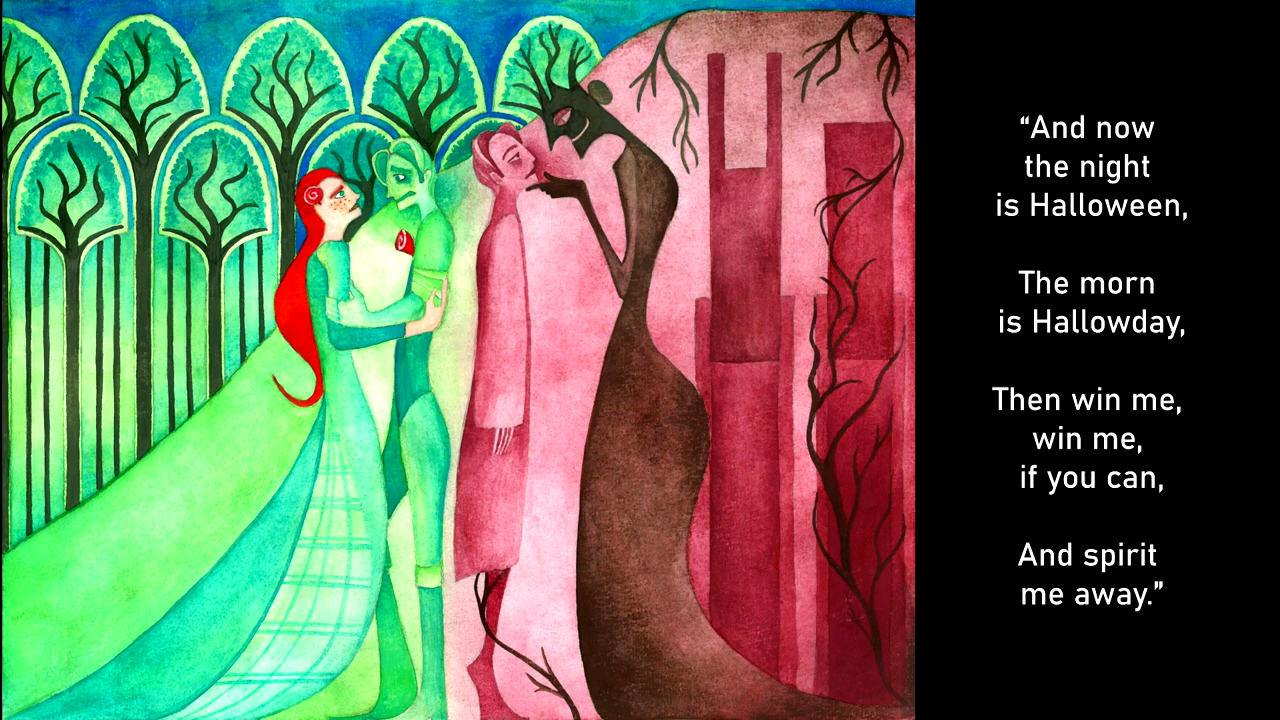 “And now
the night
is Halloween,
The morn
is Hallowday,
Then win me,
win me,
if you can,
And spirit
me away.”